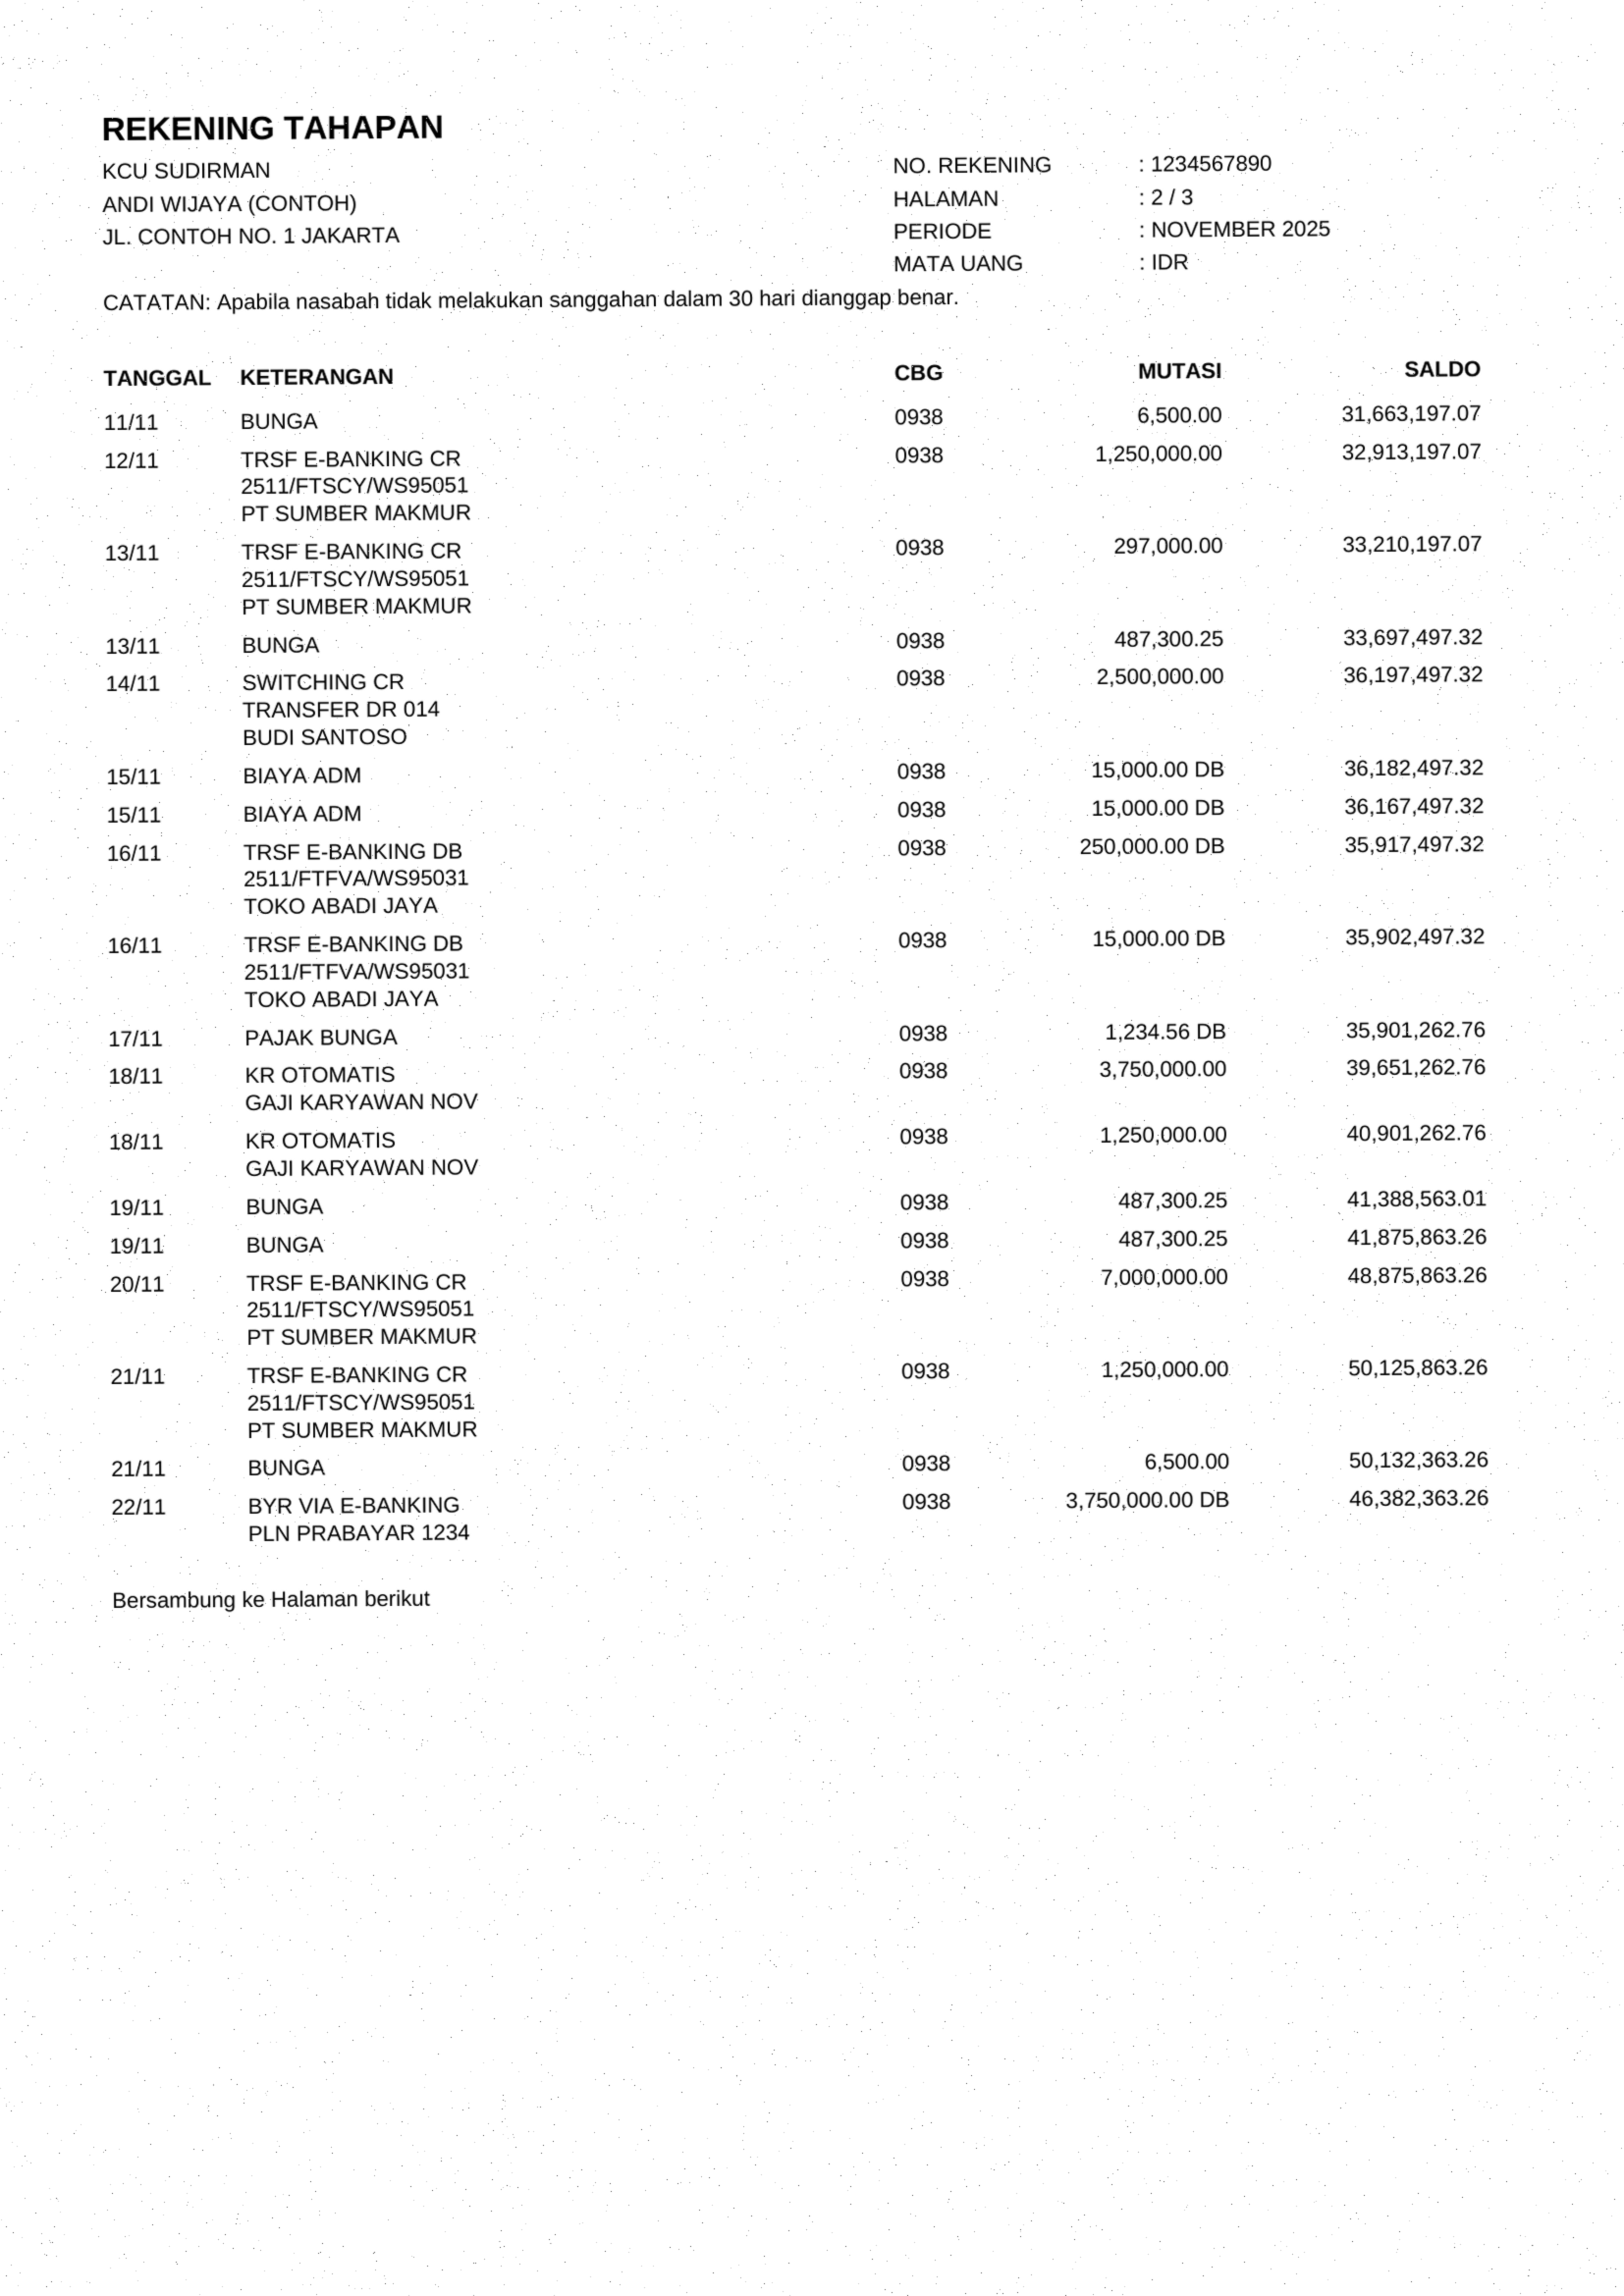 REKENING TAHAPAN
KCU SUDIRMAN
ANDI WIJAYA (CONTOH)
JL. CONTOH NO. 1 JAKARTA
NO. REKENING : 1234567890
HALAMAN : 2 / 3
PERIODE : NOVEMBER 2025
MATA UANG : IDR
CATATAN: Apabila nasabah tidak melakukan sanggahan dalam 30 hari dianggap benar.
TANGGAL KETERANGAN CBG MUTASI SALDO
11/11 BUNGA 0938 6,500.00 31,663,197.07
12/11 TRSF E-BANKING CR 0938 1,250,000.00 32,913,197.07
2511/FTSCY/WS95051
PT SUMBER MAKMUR
13/11 TRSF E-BANKING CR 0938 297,000.00 33,210,197.07
2511/FTSCY/WS95051
PT SUMBER MAKMUR
13/11 BUNGA 0938 487,300.25 33,697,497.32
14/11 SWITCHING CR 0938 2,500,000.00 36,197,497.32
TRANSFER DR 014
BUDI SANTOSO
15/11 BIAYA ADM 0938 15,000.00 DB 36,182,497.32
15/11 BIAYA ADM 0938 15,000.00 DB 36,167,497.32
16/11 TRSF E-BANKING DB 0938 250,000.00 DB 35,917,497.32
2511/FTFVA/WS95031
TOKO ABADI JAYA
16/11 TRSF E-BANKING DB 0938 15,000.00 DB 35,902,497.32
2511/FTFVA/WS95031
TOKO ABADI JAYA
17/11 PAJAK BUNGA 0938 1,234.56 DB 35,901,262.76
18/11 KR OTOMATIS 0938 3,750,000.00 39,651,262.76
GAJI KARYAWAN NOV
18/11 KR OTOMATIS 0938 1,250,000.00 40,901,262.76
GAJI KARYAWAN NOV
19/11 BUNGA 0938 487,300.25 41,388,563.01
19/11 BUNGA 0938 487,300.25 41,875,863.26
20/11 TRSF E-BANKING CR 0938 7,000,000.00 48,875,863.26
2511/FTSCY/WS95051
PT SUMBER MAKMUR
21/11 TRSF E-BANKING CR 0938 1,250,000.00 50,125,863.26
2511/FTSCY/WS95051
PT SUMBER MAKMUR
21/11 BUNGA 0938 6,500.00 50,132,363.26
22/11 BYR VIA E-BANKING 0938 3,750,000.00 DB 46,382,363.26
PLN PRABAYAR 1234
Bersambung ke Halaman berikut